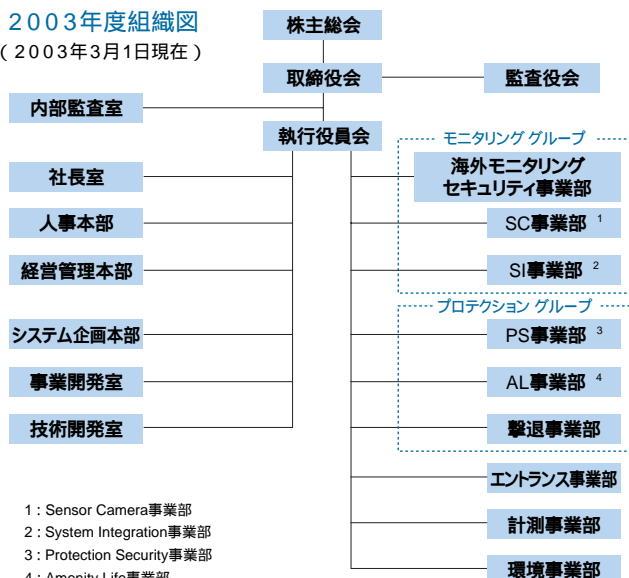 2003年度組織図
(2003年3月1日現在)
株主総会
取締役会
監査役会
内部監査室
執行役員会
社長室
人事本部
経営管理本部
システム企画本部
事業開発室
技術開発室
モニタリング グループ
海外モニタリング
セキュリティ事業部
SC事業部 1
SI事業部 2
プロテクション グループ
PS事業部 3
AL事業部 4
撃退事業部
エントランス事業部
計測事業部
環境事業部
1 : Sensor Camera事業部
2 : System Integration事業部
3 : Protection Security事業部
4 : Amenity Life事業部